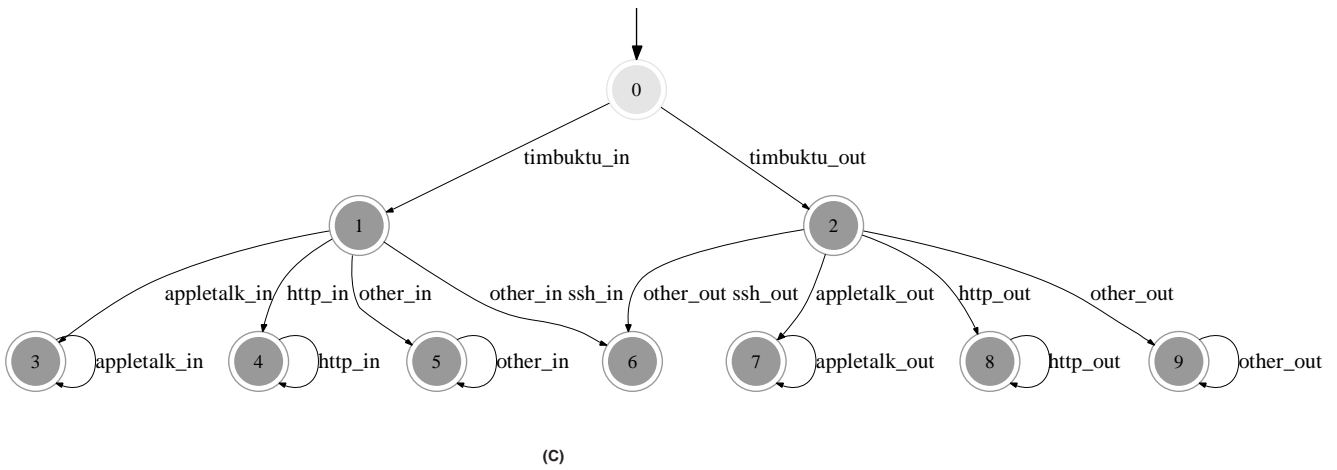 0
timbuktu_in
timbuktu_out
1
2
appletalk_in
http_in
other_in
other_in ssh_in
other_out ssh_out
appletalk_out
http_out
other_out
3
appletalk_in
4
http_in
5
other_in
6
7
appletalk_out
8
http_out
9
other_out
(C)